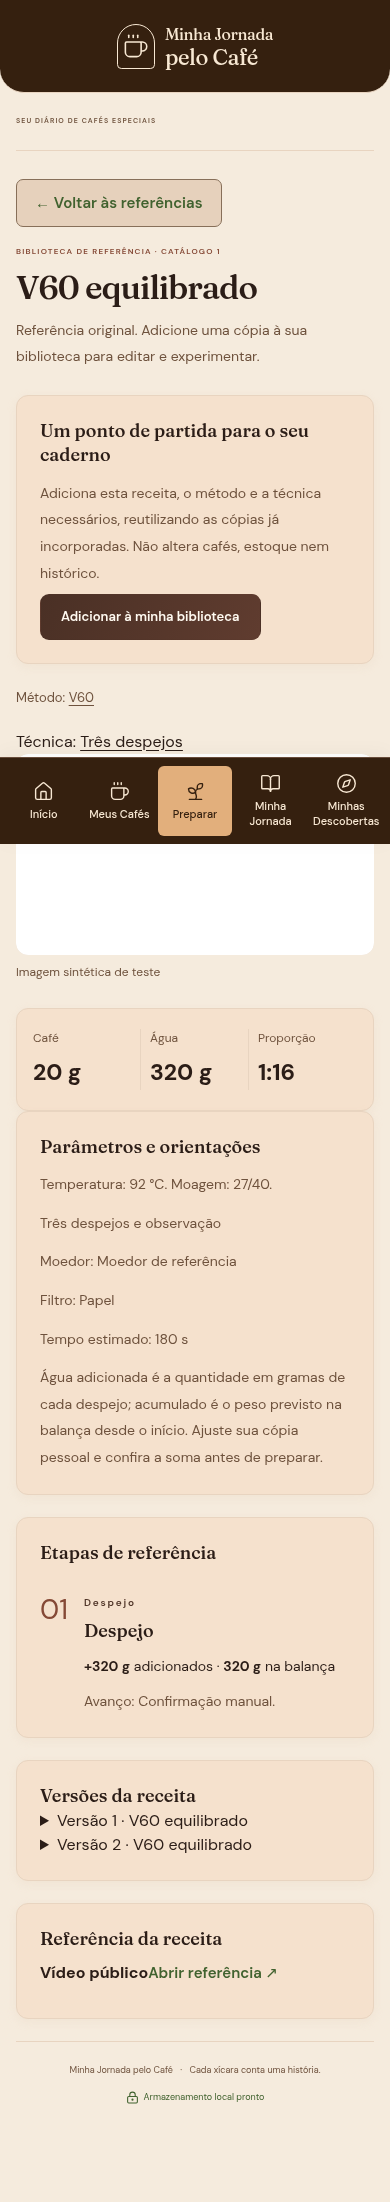 Minha Jornada
pelo Café
SEU DIÁRIO DE CAFÉS ESPECIAIS
← Voltar às referências
BIBLIOTECA DE REFERÊNCIA · CATÁLOGO 1
V60 equilibrado
Referência original. Adicione uma cópia à sua
biblioteca para editar e experimentar.
Um ponto de partida para o seu
caderno
Adiciona esta receita, o método e a técnica
necessários, reutilizando as cópias já
incorporadas. Não altera cafés, estoque nem
histórico.
Adicionar à minha biblioteca
Método: V60
Técnica: Três despejos
Início
Meus Cafés
Preparar
Minha
Jornada
Minhas
Descobertas
Imagem sintética de teste
Café
Água
Proporção
20 g
320 g
1:16
Parâmetros e orientações
Temperatura: 92 °C. Moagem: 27/40.
Três despejos e observação
Moedor: Moedor de referência
Filtro: Papel
Tempo estimado: 180 s
Água adicionada é a quantidade em gramas de
cada despejo; acumulado é o peso previsto na
balança desde o início. Ajuste sua cópia
pessoal e confira a soma antes de preparar.
Etapas de referência
01
Despejo
Despejo
+320 g adicionados · 320 g na balança
Avanço: Confirmação manual.
Versões da receita
▶ Versão 1 · V60 equilibrado
▶ Versão 2 · V60 equilibrado
Referência da receita
Vídeo públicoAbrir referência ↗
Minha Jornada pelo Café · Cada xícara conta uma história.
Armazenamento local pronto